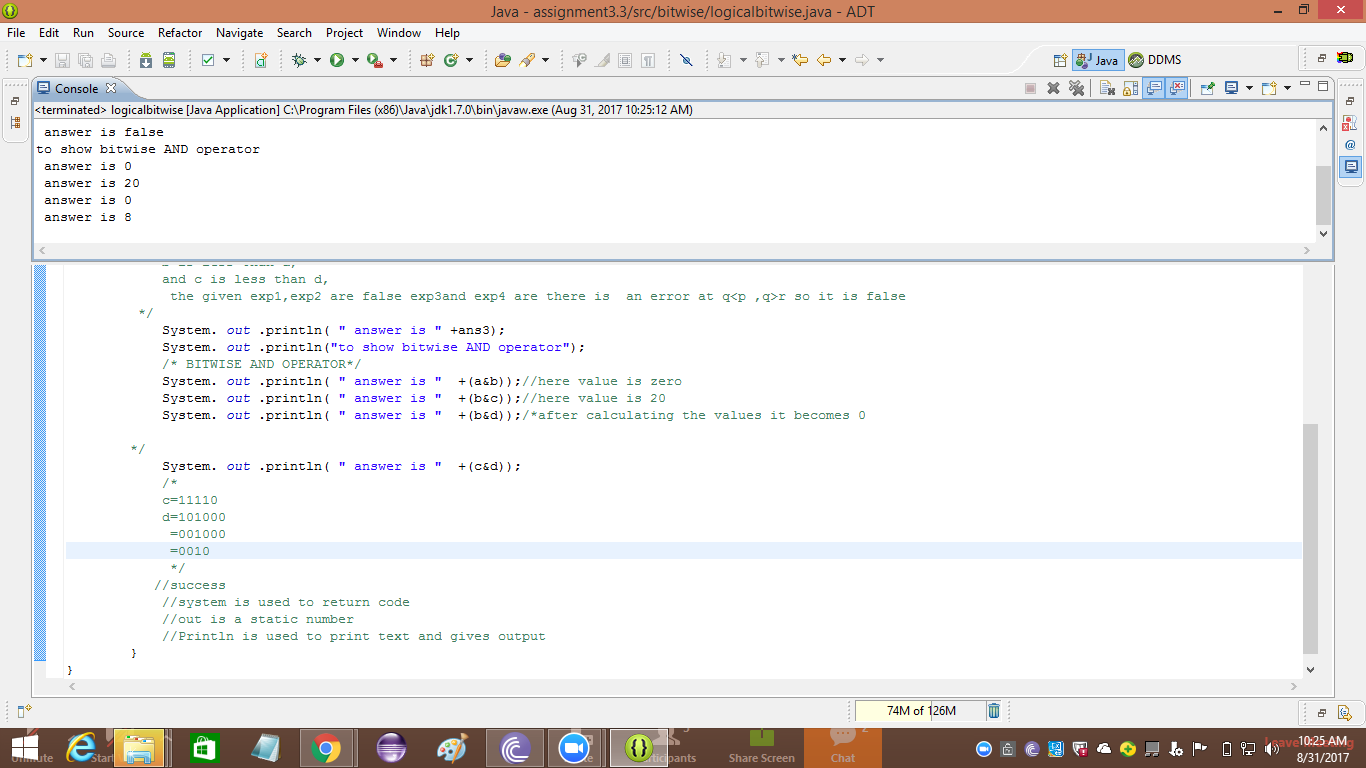 Java - assignment3.3/src/bitwise/logicalbitwise.java - ADT
File Edit Run Source Refactor Navigate Search Project Window Help
Java DDMS
Console
<terminated> logicalbitwise [Java Application] C:\Program Files (x86)\Java\jdk1.7.0\bin\javaw.exe (Aug 31, 2017 10:25:12 AM)
answer is false
to show bitwise AND operator
answer is 0
answer is 20
answer is 0
answer is 8
and c is less than d,
the given exp1,exp2 are false exp3and exp4 are there is  an error at q<p ,q>r so it is false
*/
System. out .println( " answer is " +ans3);
System. out .println("to show bitwise AND operator");
/* BITWISE AND OPERATOR*/
System. out .println( " answer is "  +(a&b));//here value is zero
System. out .println( " answer is "  +(b&c));//here value is 20
System. out .println( " answer is "  +(b&d));/*after calculating the values it becomes 0
*/
System. out .println( " answer is "  +(c&d));
/*
c=11110
d=101000
=001000
=0010
*/
//success
//system is used to return code
//out is a static number
//Println is used to print text and gives output
}
}
74M of 126M
Share Screen
Chat
10:25 AM
8/31/2017